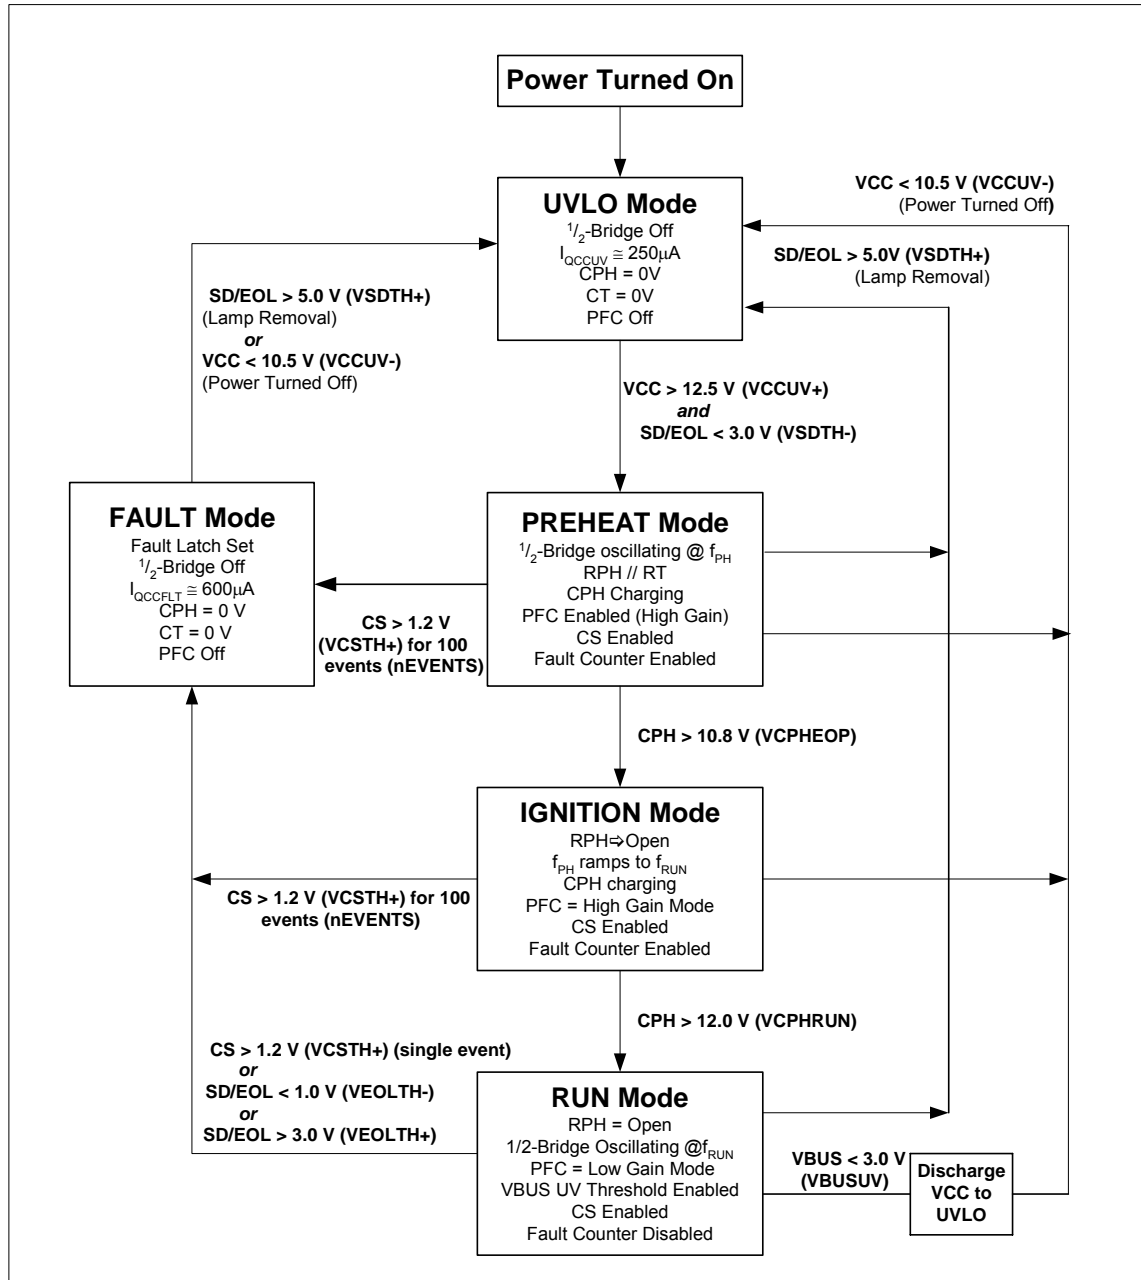 Power Turned On
VCC < 10.5 V (VCCUV-)
(Power Turned Off)
UVLO Mode
1/2-Bridge Off
IQCCUV ≅ 250µA
CPH = 0V
CT = 0V
PFC Off
SD/EOL > 5.0V (VSDTH+)
(Lamp Removal)
SD/EOL > 5.0 V (VSDTH+)
(Lamp Removal)
or
VCC < 10.5 V (VCCUV-)
(Power Turned Off)
VCC > 12.5 V (VCCUV+)
and
SD/EOL < 3.0 V (VSDTH-)
FAULT Mode
Fault Latch Set
1/2-Bridge Off
IQCCFLT ≅ 600µA
CPH = 0 V
CT = 0 V
PFC Off
PREHEAT Mode
1/2-Bridge oscillating @ fPH
RPH // RT
CPH Charging
PFC Enabled (High Gain)
CS Enabled
Fault Counter Enabled
CS > 1.2 V
(VCSTH+) for 100
events (nEVENTS)
CPH > 10.8 V (VCPHEOP)
IGNITION Mode
RPH⇨Open
fPH ramps to fRUN
CPH charging
PFC = High Gain Mode
CS Enabled
Fault Counter Enabled
CS > 1.2 V (VCSTH+) for 100
events (nEVENTS)
CPH > 12.0 V (VCPHRUN)
CS > 1.2 V (VCSTH+) (single event)
or
SD/EOL < 1.0 V (VEOLTH-)
or
SD/EOL > 3.0 V (VEOLTH+)
RUN Mode
RPH = Open
1/2-Bridge Oscillating @fRUN
PFC = Low Gain Mode
VBUS UV Threshold Enabled
CS Enabled
Fault Counter Disabled
VBUS < 3.0 V
(VBUSUV)
Discharge
VCC to
UVLO